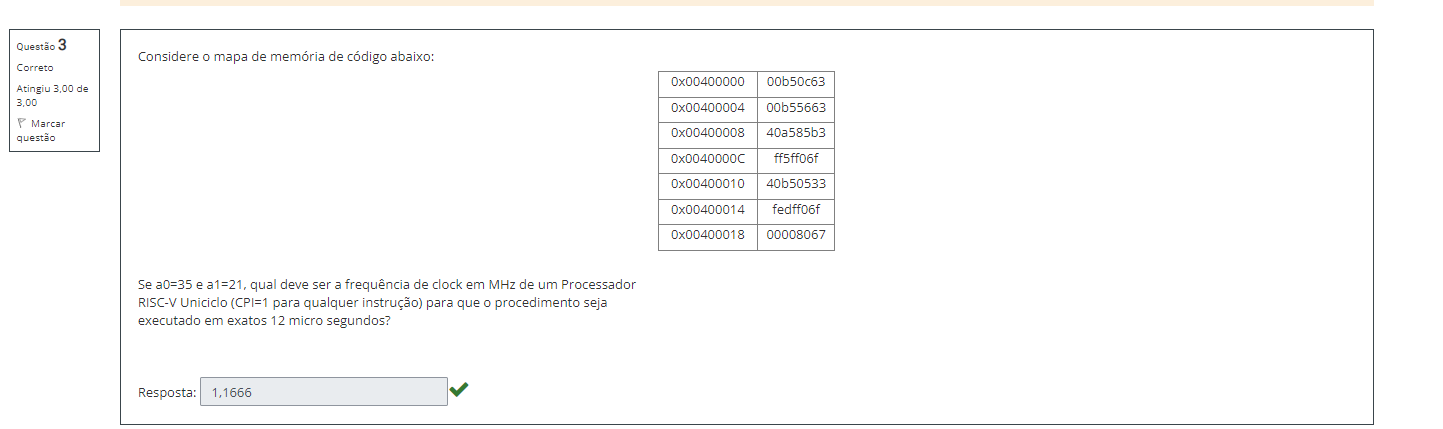 Questão 3
Correto
Atingiu 3,00 de
3,00
Marcar
questão
Considere o mapa de memória de código abaixo:
0x00400000 00b50c63
0x00400004 00b55663
0x00400008 40a585b3
0x0040000C ff5ff06f
0x00400010 40b50533
0x00400014 fedff06f
0x00400018 00008067
Se a0=35 e a1=21, qual deve ser a frequência de clock em MHz de um Processador
RISC-V Uniciclo (CPI=1 para qualquer instrução) para que o procedimento seja
executado em exatos 12 micro segundos?
Resposta: 1,1666